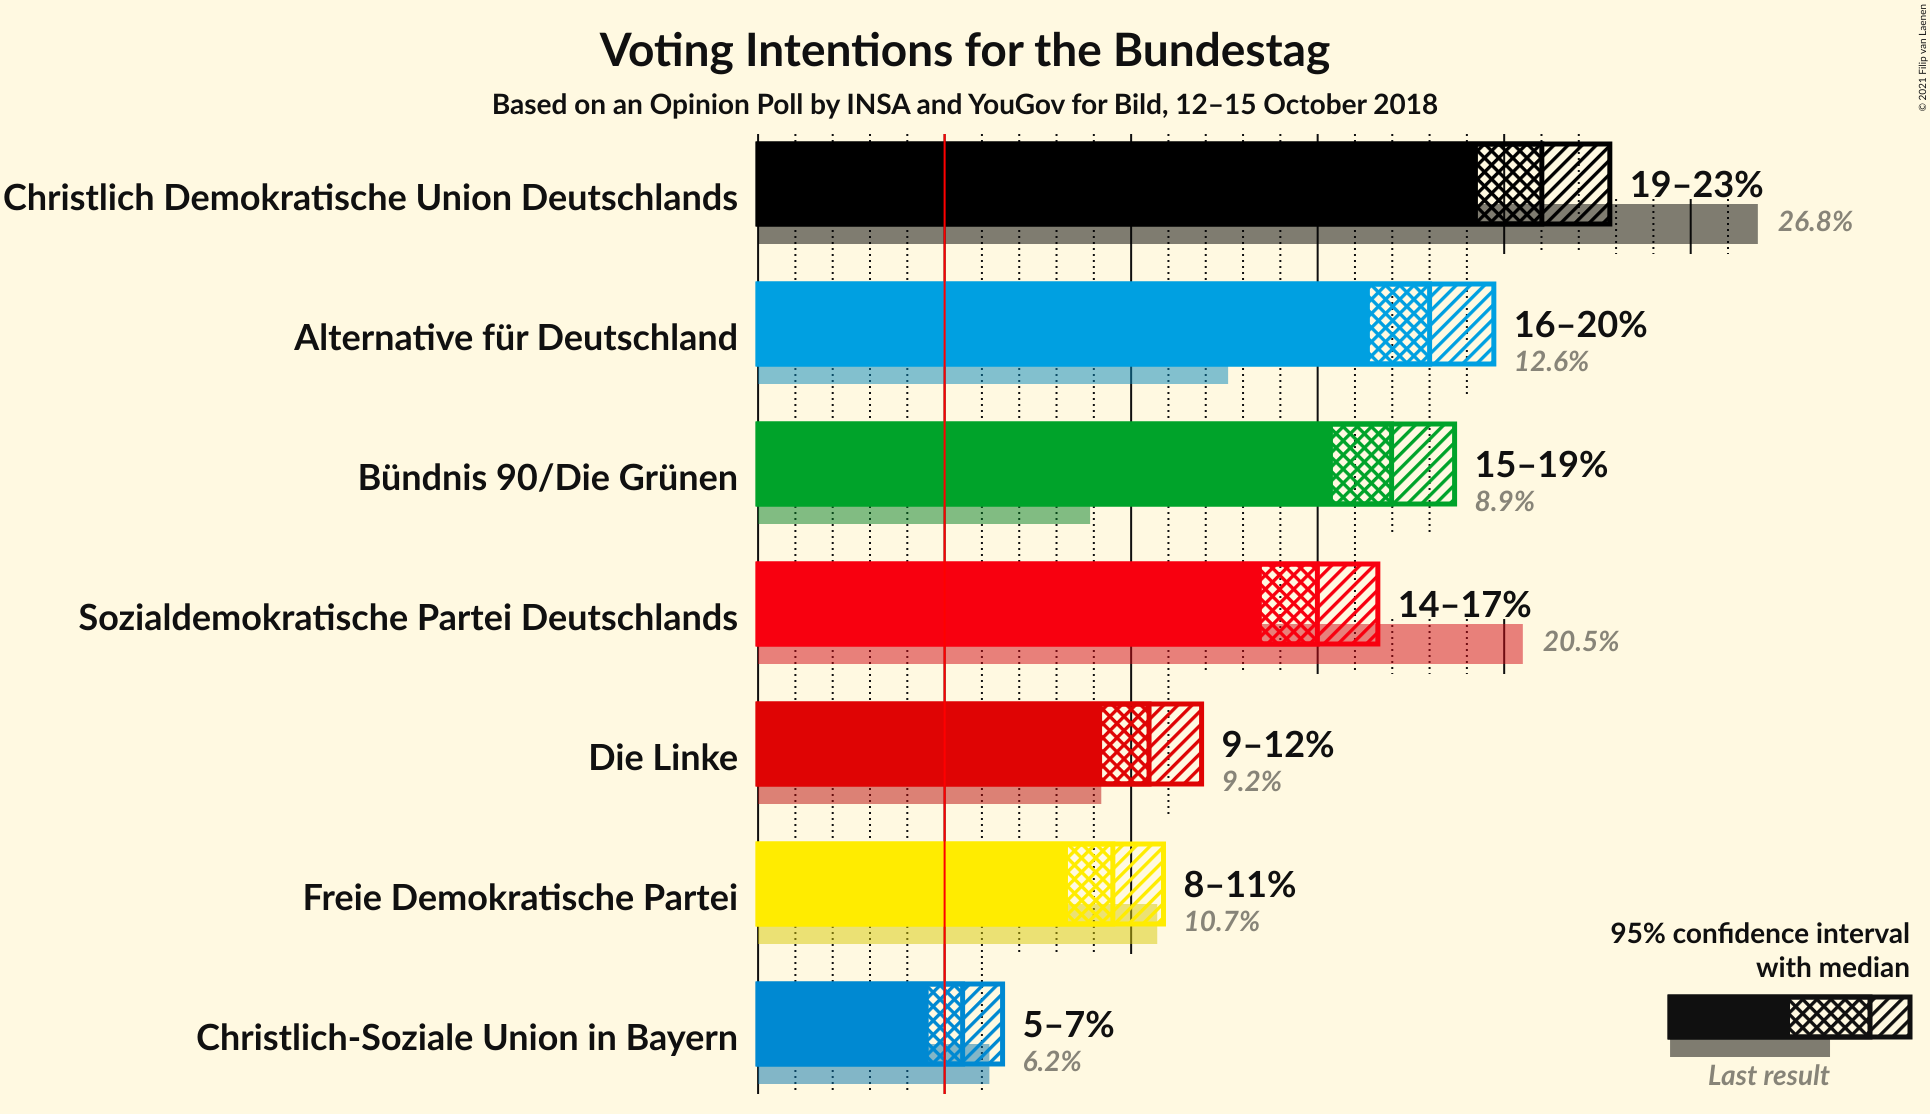 Voting Intentions for the Bundestag
Based on an Opinion Poll by INSA and YouGov for Bild, 12–15 October 2018
© 2021 Filip van Laenen
Christlich Demokratische Union Deutschlands
19–23%
26.8%
Alternative für Deutschland
16–20%
12.6%
Bündnis 90/Die Grünen
15–19%
8.9%
Sozialdemokratische Partei Deutschlands
14–17%
20.5%
Die Linke
9–12%
9.2%
Freie Demokratische Partei
8–11%
10.7%
Christlich-Soziale Union in Bayern
5–7%
6.2%
95% confidence interval
with median
Last result